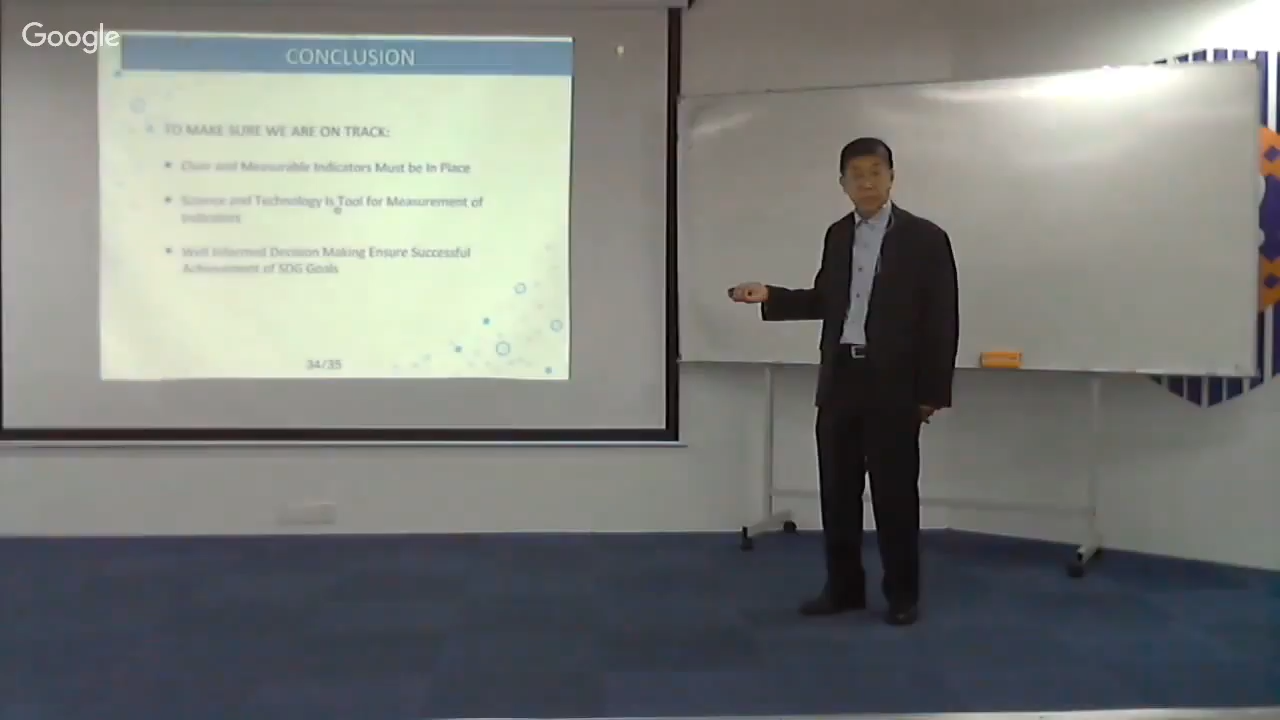 Google
CONCLUSION
TO MAKE SURE WE ARE ON TRACK:
Clear and Measurable Indicators Must be In Place
Science and Technology Is Tool for Measurement of
Indicators
Well Informed Decision Making Ensure Successful
Achievement of SDG Goals
34/35